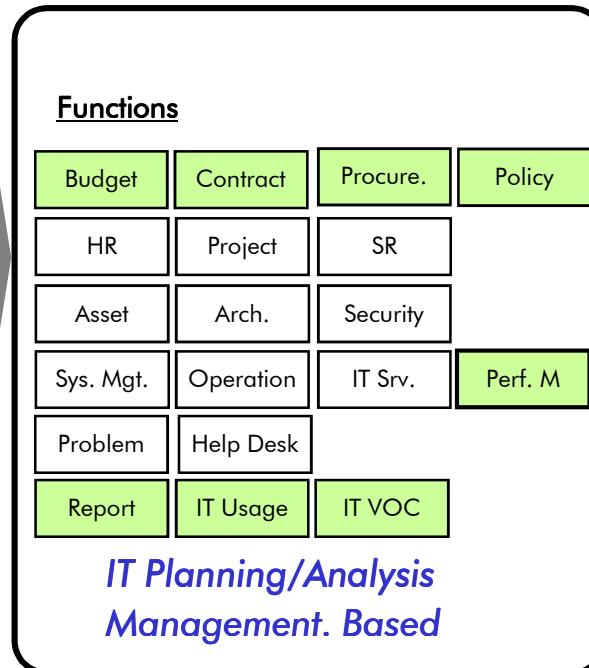 Functions
Budget Contract Procure. Policy
HR Project SR
Asset Arch. Security
Sys. Mgt. Operation IT Srv. Perf. M
Problem Help Desk
Report IT Usage IT VOC
IT Planning/Analysis
Management. Based